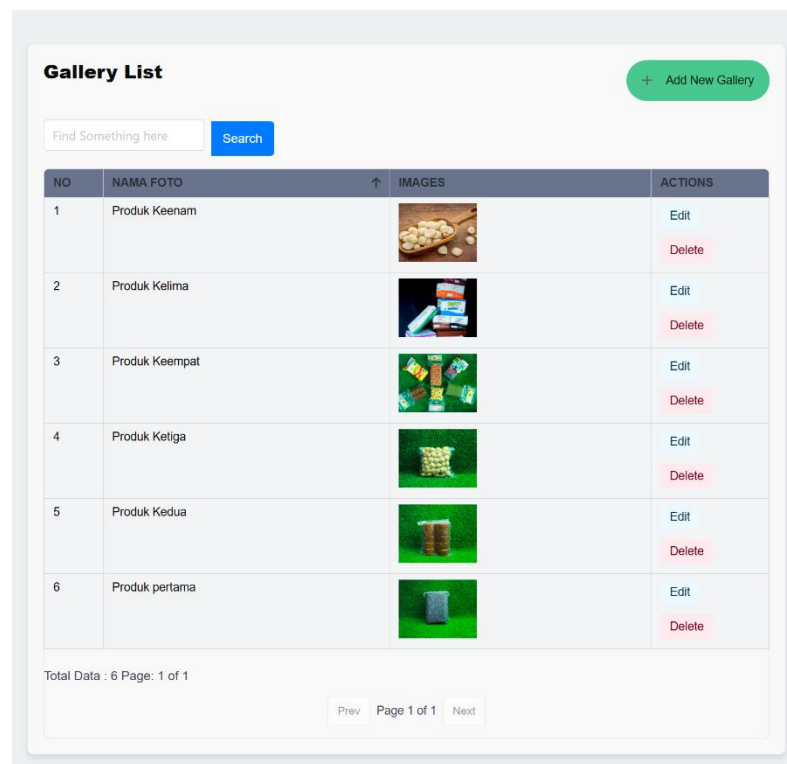 Gallery List
+ Add New Gallery
Find Something here
Search
NO NAMA FOTO ↑ IMAGES ACTIONS
1 Produk Keenam Edit
Delete
2 Produk Kelima Edit
Delete
3 Produk Keempat Edit
Delete
4 Produk Ketiga Edit
Delete
5 Produk Kedua Edit
Delete
6 Produk pertama Edit
Delete
Total Data : 6 Page: 1 of 1
Prev Page 1 of 1 Next